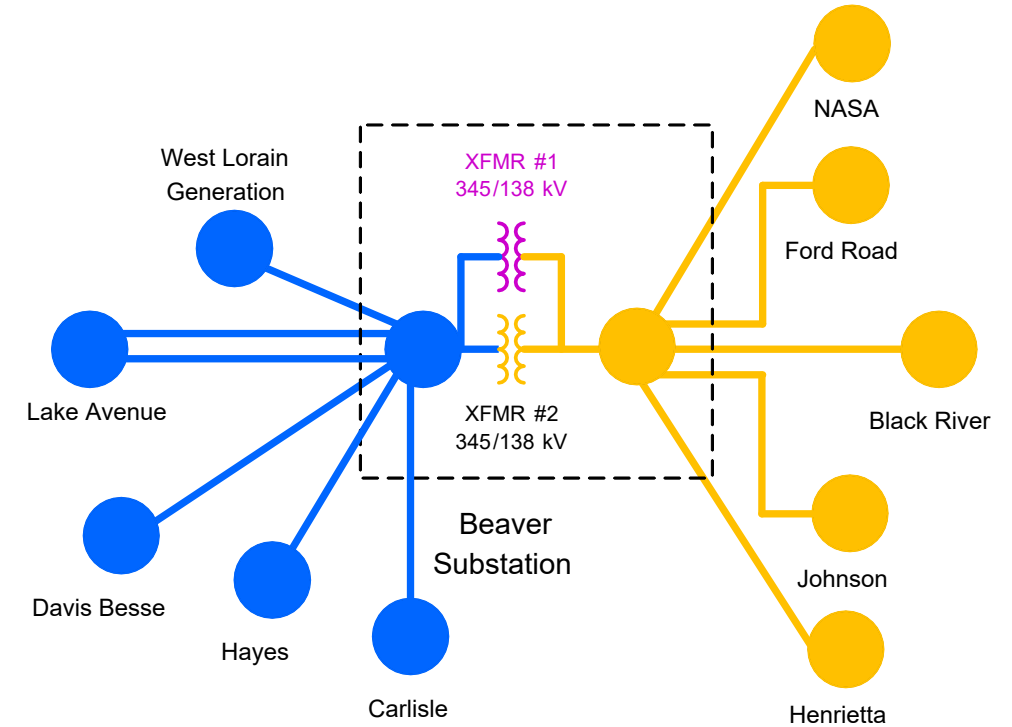 NASA
XFMR #1
345/138 kV
West Lorain
Generation
Ford Road
Lake Avenue
XFMR #2
345/138 kV
Black River
Beaver
Substation
Johnson
Davis Besse
Hayes
Carlisle
Henrietta